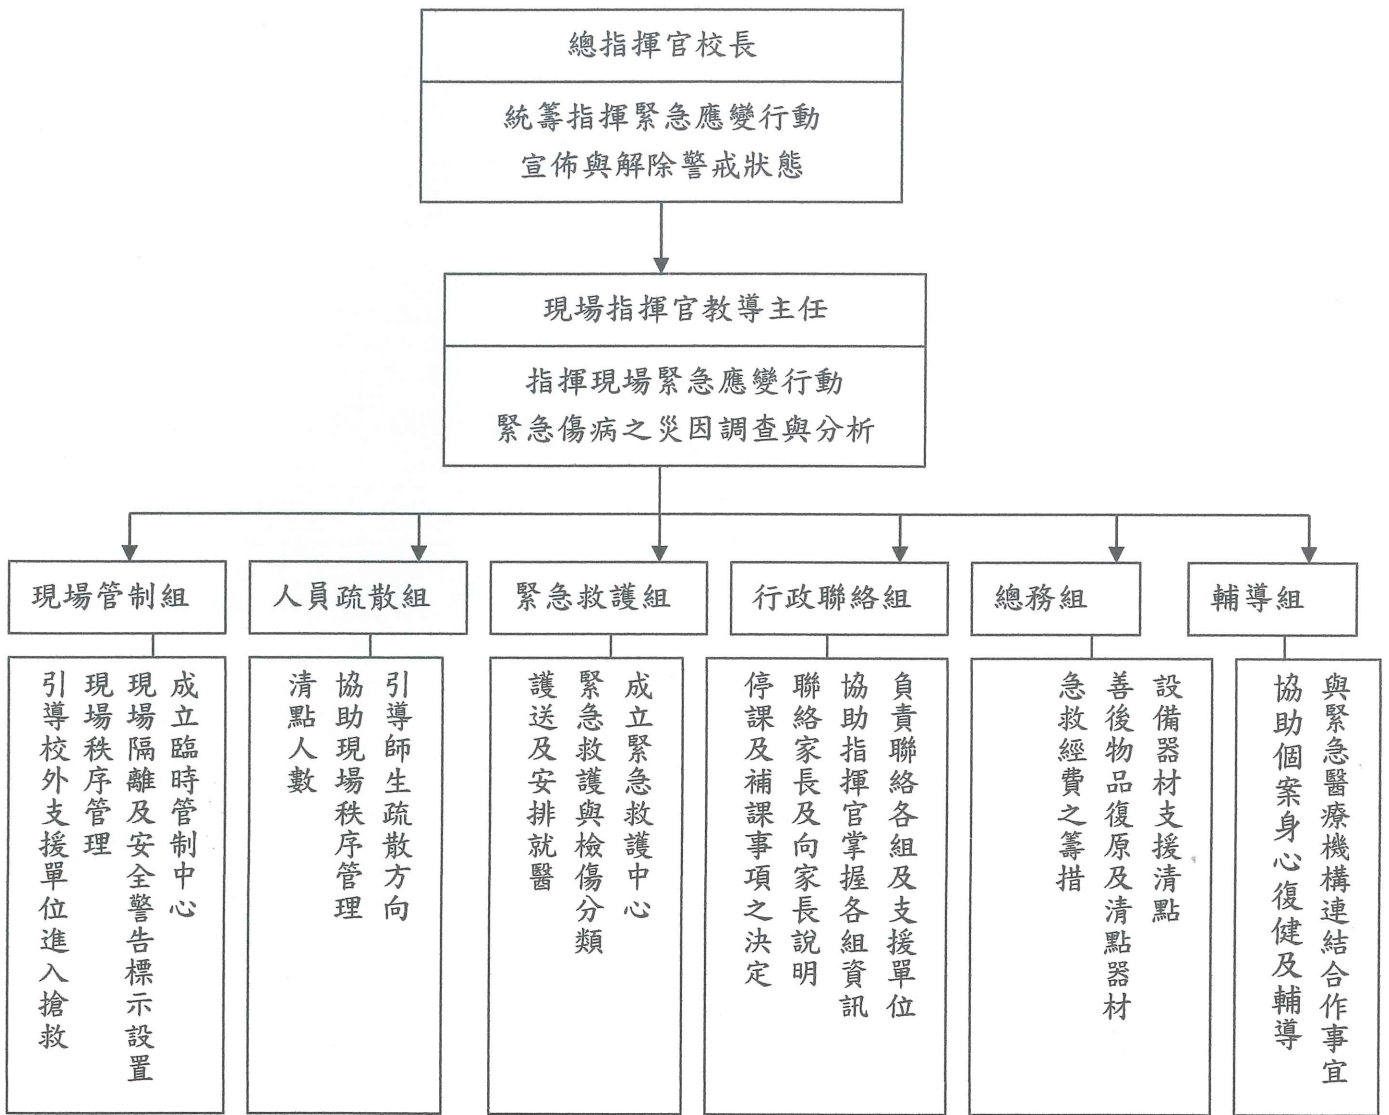 總指揮官校長
統籌指揮緊急應變行動
宣佈與解除警戒狀態
現場指揮官教導主任
指揮現場緊急應變行動
緊急傷病之災因調查與分析
現場管制組
成立臨時管制中心
現場隔離及安全警告標示設置
現場秩序管理
引導校外支援單位進入搶救
人員疏散組
引導師生疏散方向
協助現場秩序管理
清點人數
緊急救護組
成立緊急救護中心
緊急救護與檢傷分類
護送及安排就醫
行政聯絡組
負責聯絡各組及支援單位
協助指揮官掌握各組資訊
聯絡家長及向家長說明
停課及補課事項之決定
總務組
設備器材支援清點
善後物品復原及清點器材
急救經費之籌措
輔導組
與緊急醫療機構連結合作事宜
協助個案身心復健及輔導